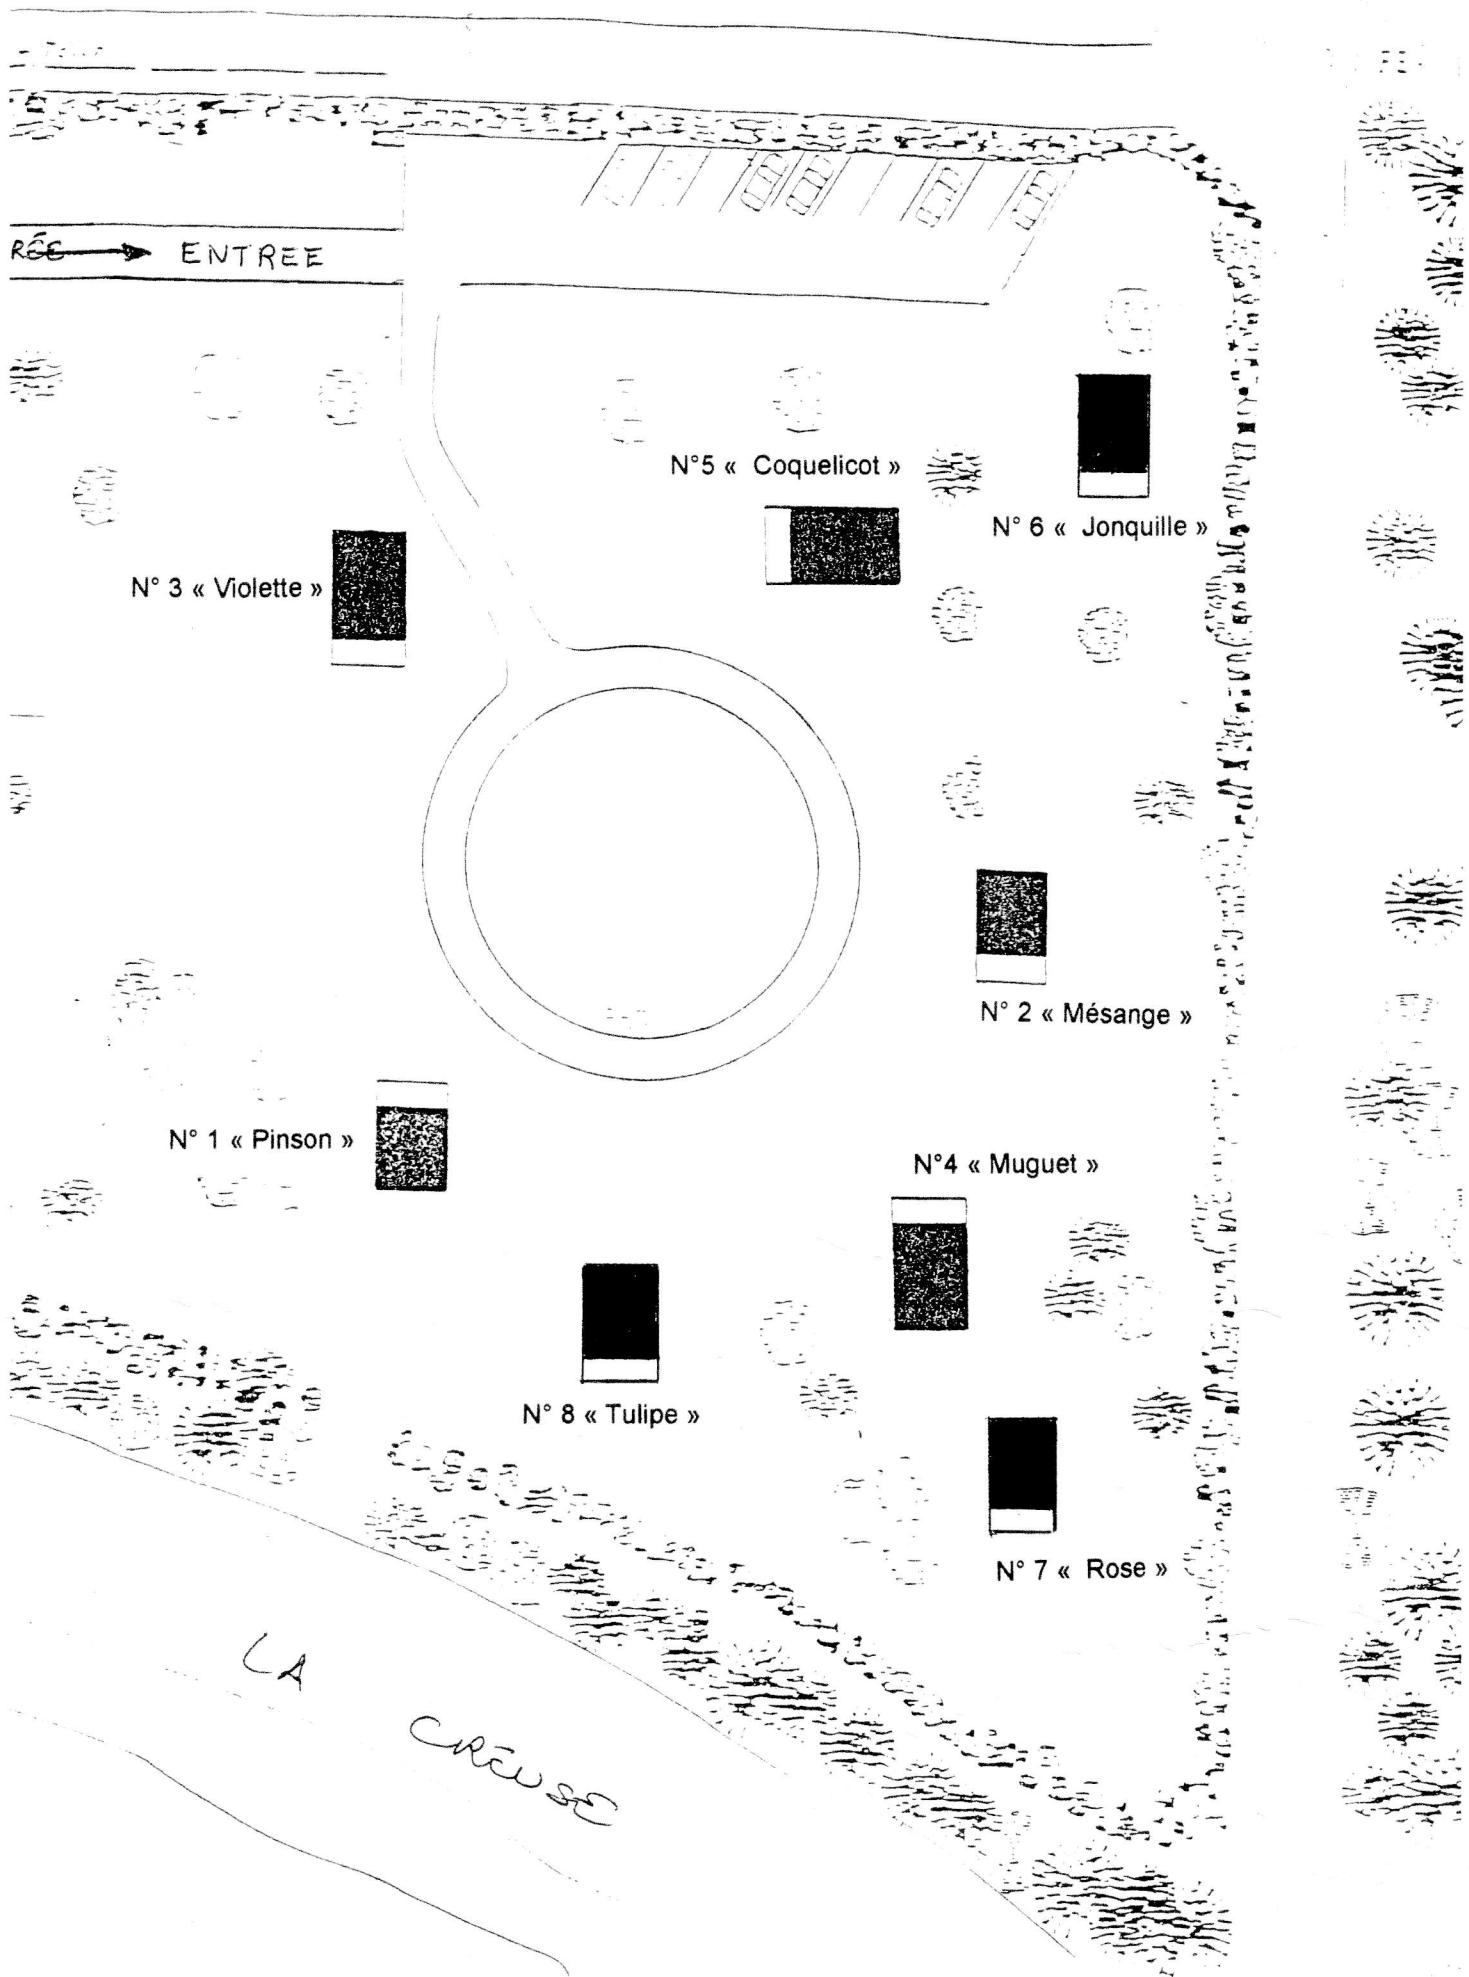 RÉE ENTREE
N°5 « Coquelicot »
N° 6 « Jonquille »
N° 3 « Violette »
N° 2 « Mésange »
N° 1 « Pinson »
N°4 « Muguet »
N° 8 « Tulipe »
N° 7 « Rose »
LA
CREUSE